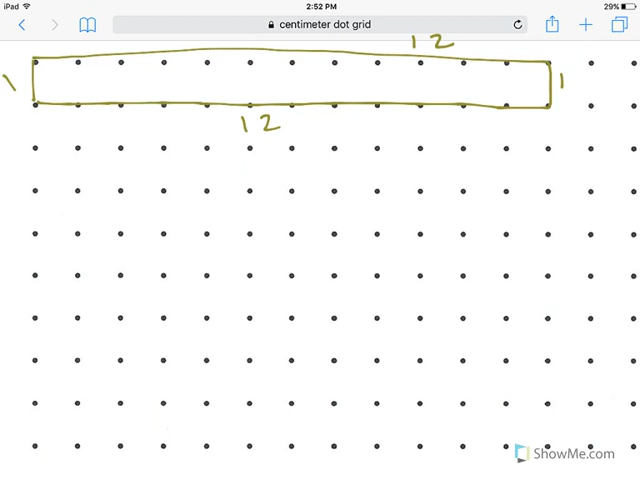 iPad
2:52 PM
29%
centimeter dot grid
12
1
1
12
ShowMe.com